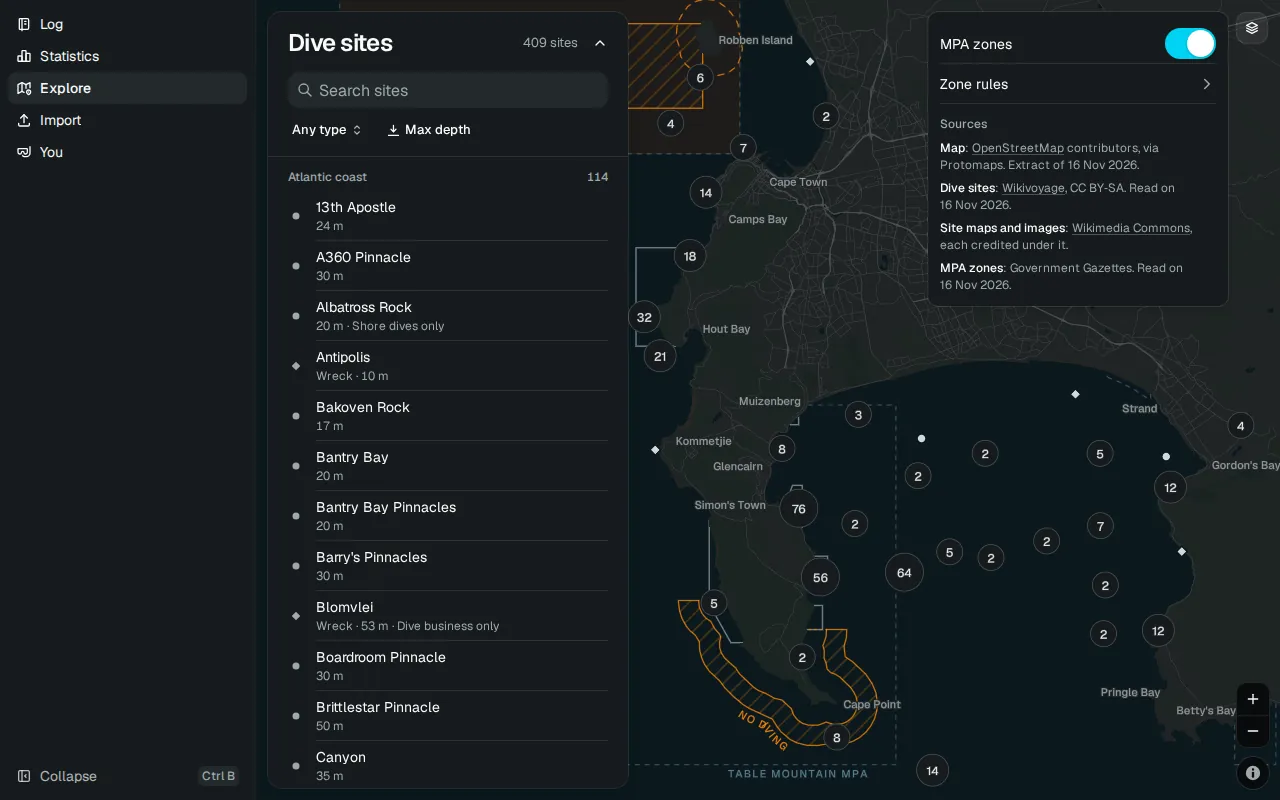 Log
Statistics
Explore
Import
You
Collapse
Ctrl B
Dive sites
409 sites
Search sites
Any type
Max depth
Atlantic coast
114
13th Apostle
24 m
A360 Pinnacle
30 m
Albatross Rock
20 m · Shore dives only
Antipolis
Wreck · 10 m
Bakoven Rock
17 m
Bantry Bay
20 m
Bantry Bay Pinnacles
20 m
Barry's Pinnacles
30 m
Blomvlei
Wreck · 53 m · Dive business only
Boardroom Pinnacle
30 m
Brittlestar Pinnacle
50 m
Canyon
35 m
Robben Island
6
4
2
7
Cape Town
14
Camps Bay
18
32
Hout Bay
21
Muizenberg
3
Strand
4
Kommetjie
8
Glencairn
2
2
5
Gordon's Bay
12
Simon's Town
76
2
7
2
5
2
56
64
2
5
2
12
2
Pringle Bay
Cape Point
Betty's Bay
NO DIVING
8
TABLE MOUNTAIN MPA
14
MPA zones
Zone rules
Sources
Map: OpenStreetMap contributors, via
Protomaps. Extract of 16 Nov 2026.
Dive sites: Wikivoyage, CC BY-SA. Read on
16 Nov 2026.
Site maps and images: Wikimedia Commons,
each credited under it.
MPA zones: Government Gazettes. Read on
16 Nov 2026.
+
−